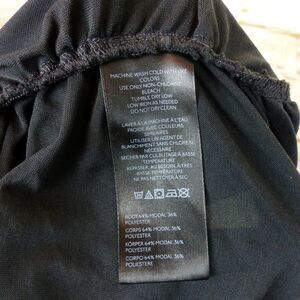 MACHINE WASH COLD WITH LIKE
COLORS
USE ONLY NON-CHLORINE
BLEACH
TUMBLE DRY LOW
LOW IRON AS NEEDED
DO NOT DRY CLEAN
LAVER À LA MACHINE À L'EAU
FROIDE AVEC COULEURS
SIMILAIRES
UTILISER UN AGENT DE
BLANCHIMENT SANS CHLORE SI
NÉCESSAIRE
SÉCHER PAR CULBUTAGE À BASSE
TEMPÉRATURE
REPASSER, AU BESOIN, À TRÈS
BASSE TEMPÉRATURE
NE PAS NETTOYER À SEC
BODY 64% MODAL 36%
POLYESTER
CORPS 64% MODAL 36%
POLYESTER
KÖRPER 64% MODAL 36%
POLYESTER
CORPO 64% MODAL 36%
POLIESTERE